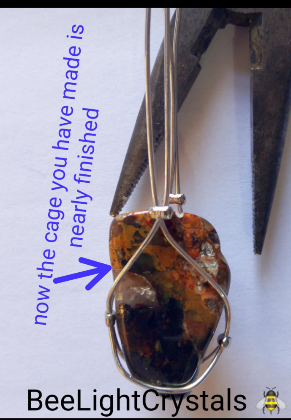 now the cage you have made is
nearly finished
BeeLightCrystals